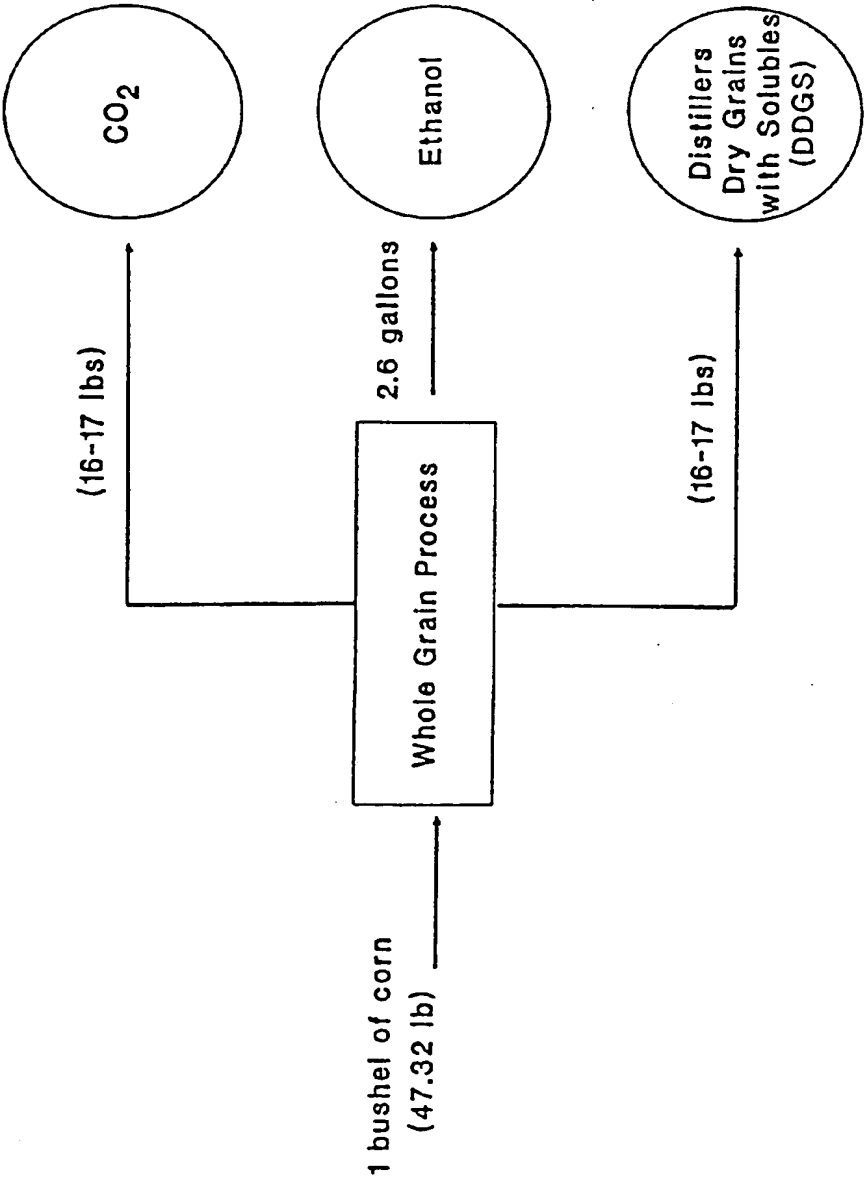 1 bushel of corn
(47.32 lb)
Whole Grain Process
(16-17 lbs)
CO2
2.6 gallons
Ethanol
(16-17 lbs)
Distillers
Dry Grains
with Solubles
(DDGS)